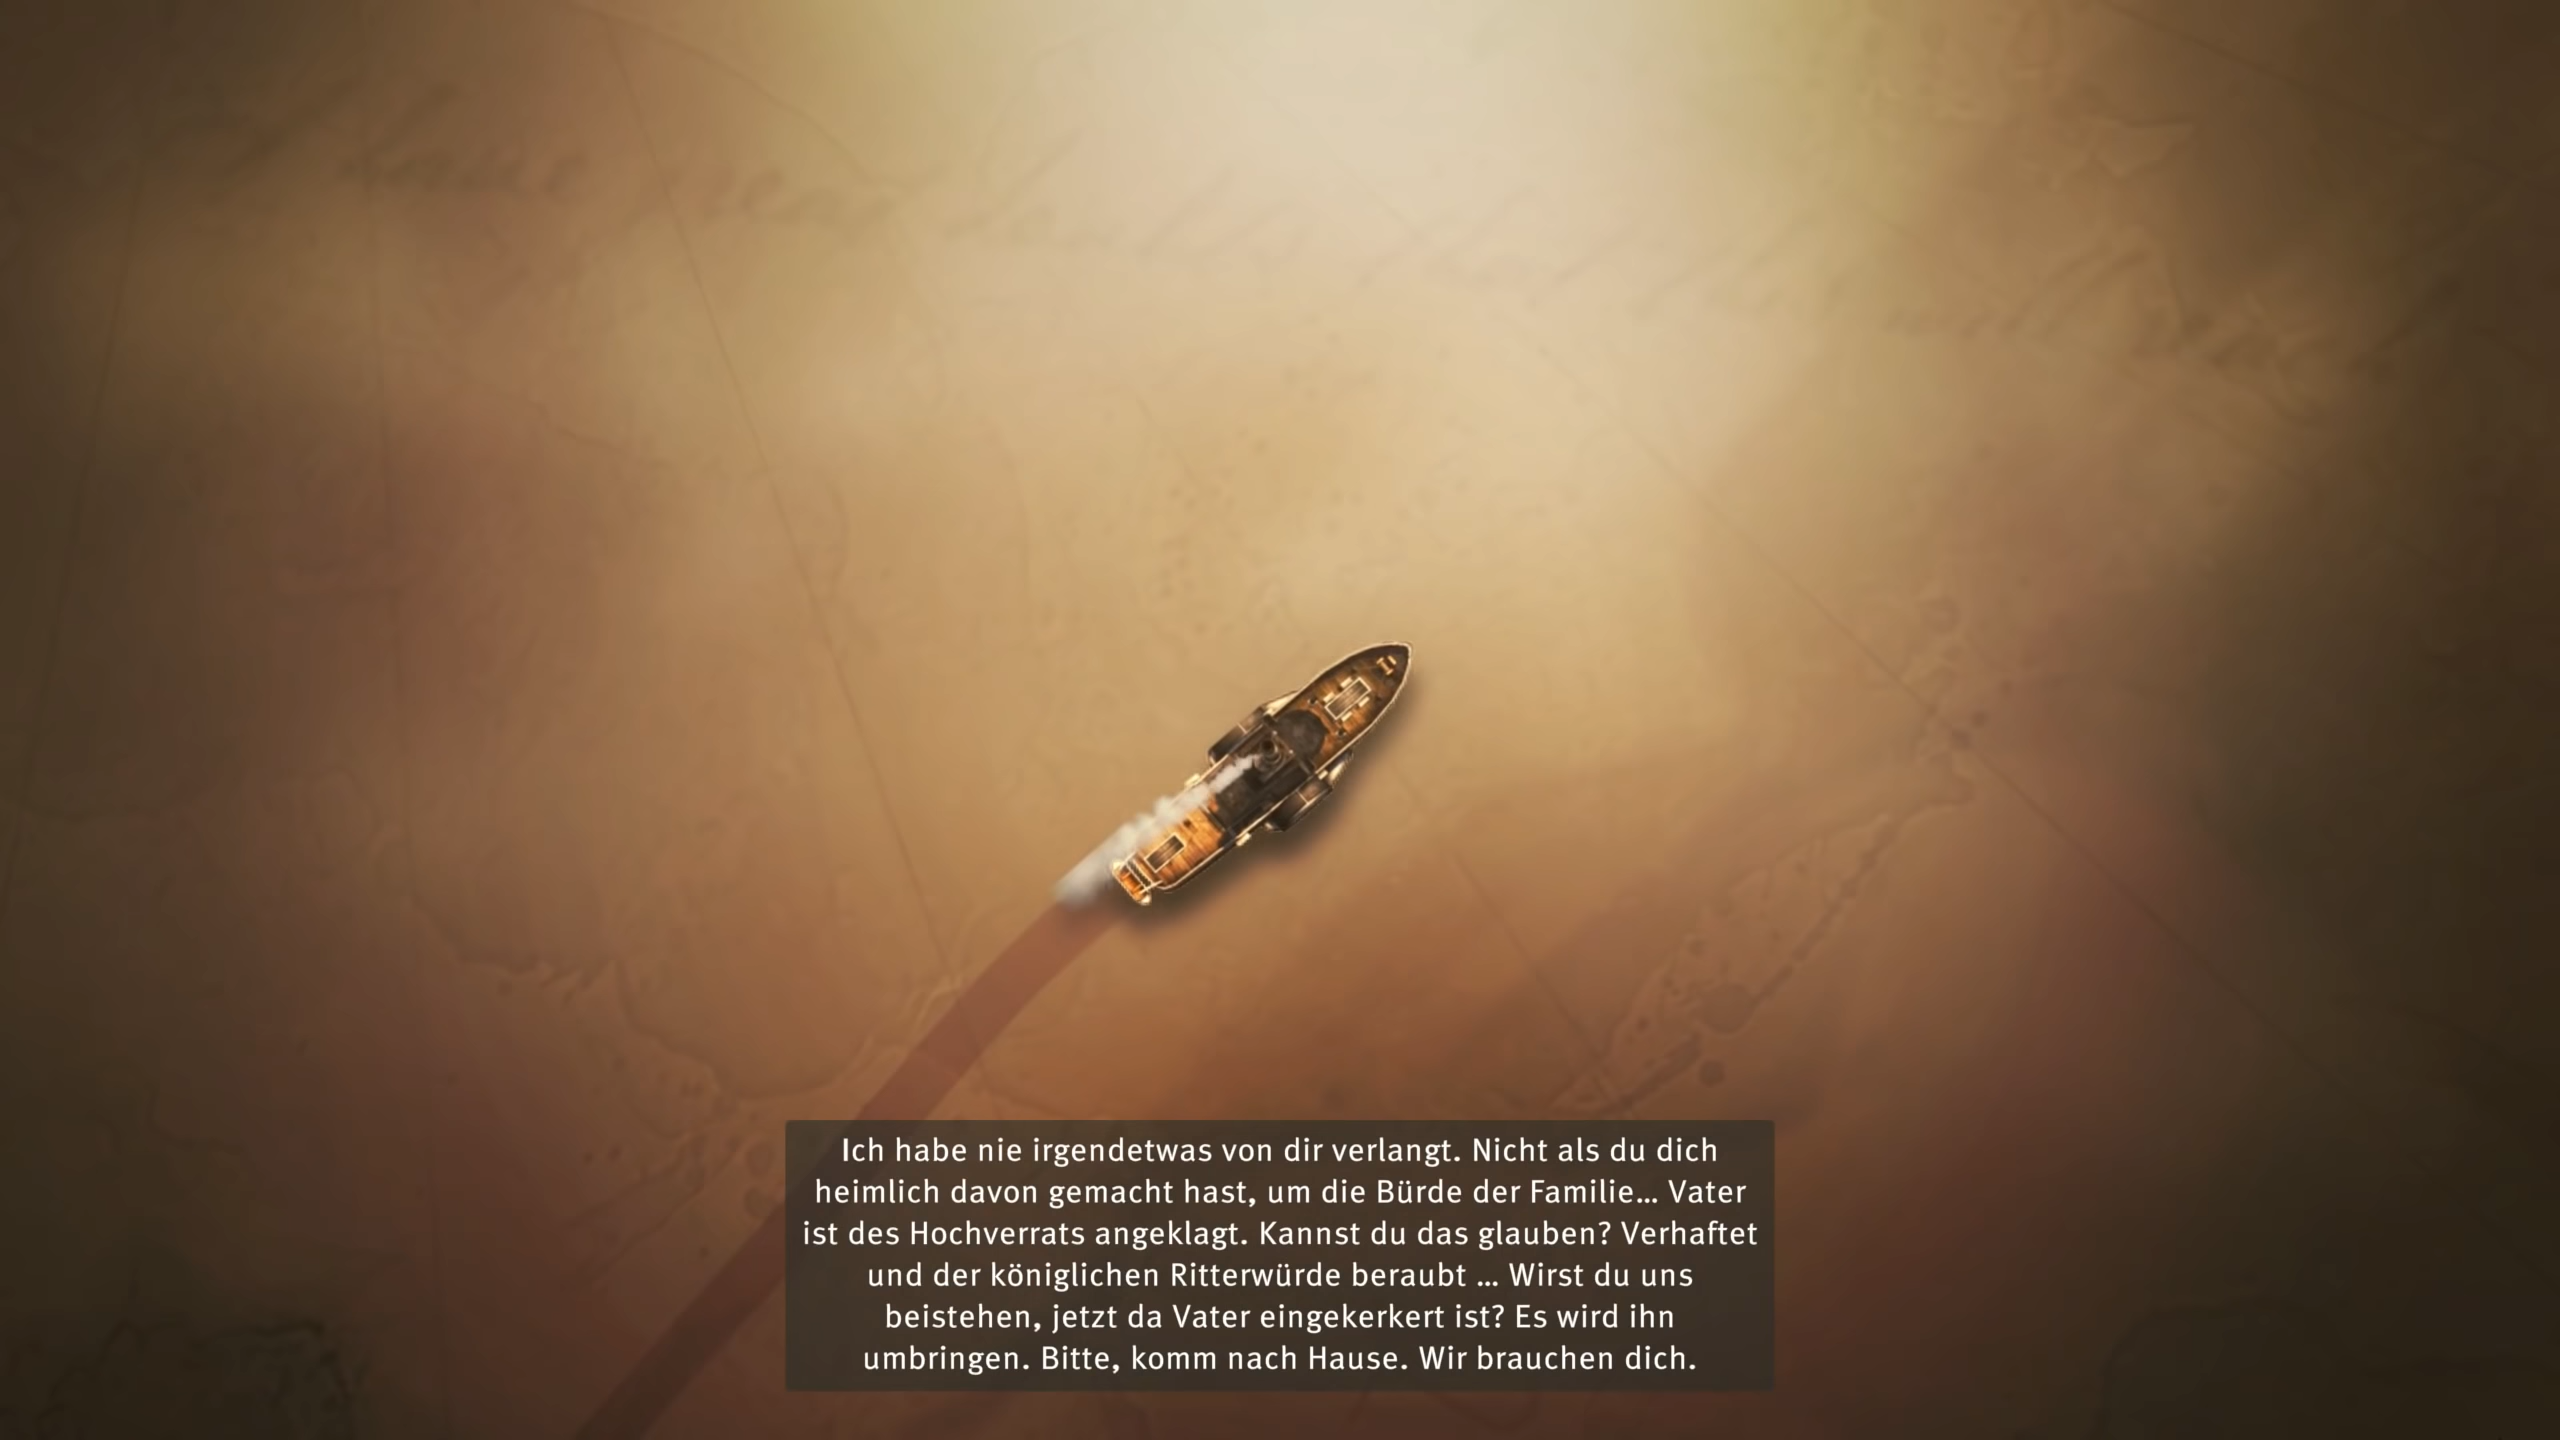 Ich habe nie irgendetwas von dir verlangt. Nicht als du dich
heimlich davon gemacht hast, um die Bürde der Familie... Vater
ist des Hochverrats angeklagt. Kannst du das glauben? Verhaftet
und der königlichen Ritterwürde beraubt ... Wirst du uns
beistehen, jetzt da Vater eingekerkert ist? Es wird ihn
umbringen. Bitte, komm nach Hause. Wir brauchen dich.